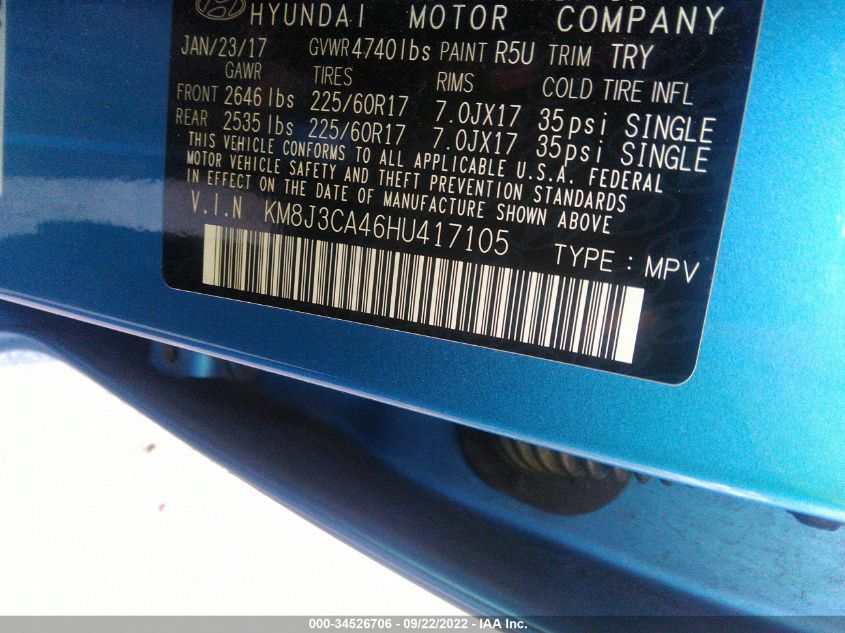 HYUNDAI MOTOR COMPANY
JAN/23/17 GVWR 4740lbs PAINT R5U TRIM TRY
GAWR TIRES RIMS COLD TIRE INFL
FRONT 2646 lbs 225/60R17 7.0JX17 35psi SINGLE
REAR 2535 lbs 225/60R17 7.0JX17 35psi SINGLE
THIS VEHICLE CONFORMS TO ALL APPLICABLE U.S.A. FEDERAL
MOTOR VEHICLE SAFETY AND THEFT PREVENTION STANDARDS
IN EFFECT ON THE DATE OF MANUFACTURE SHOWN ABOVE
V.I.N KM8J3CA46HU417105 TYPE : MPV
000-34526706 - 09/22/2022 - IAA Inc.